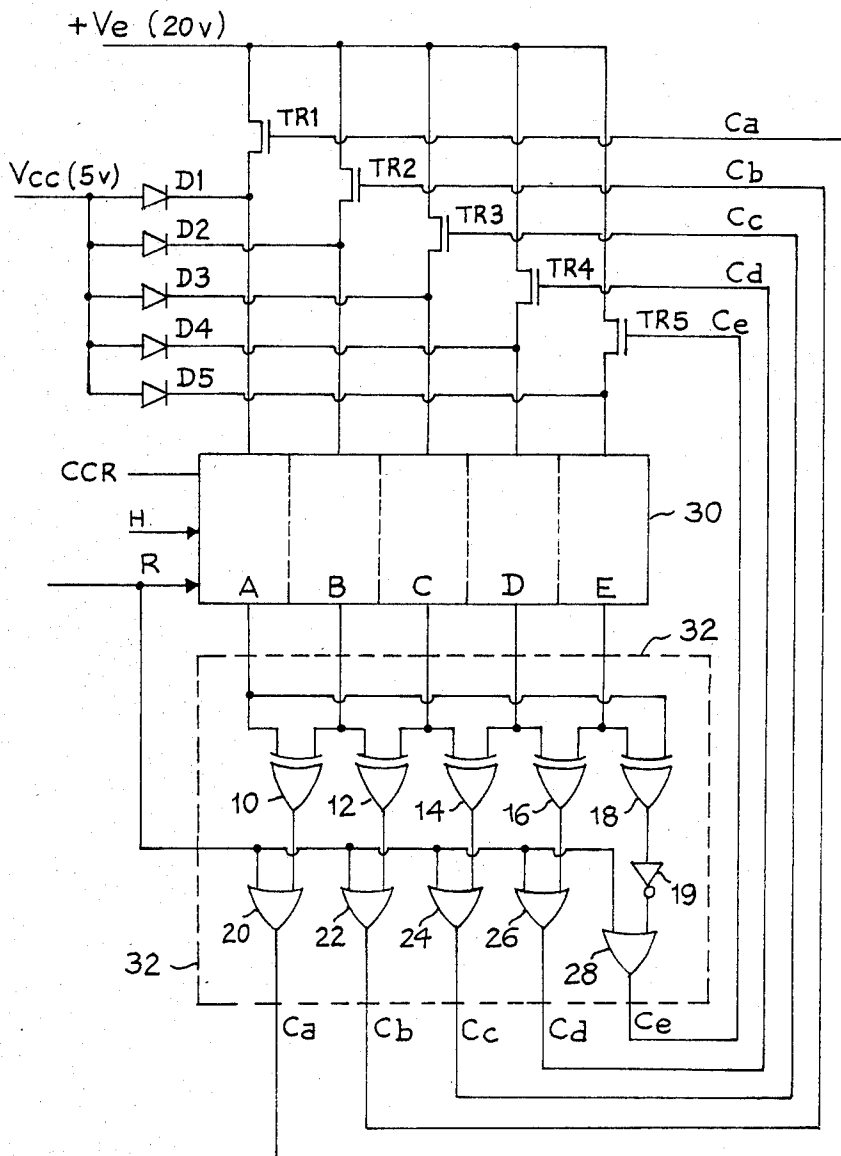 +Ve (20v)
TR1
Ca
Vcc (5v)
D1
TR2
Cb
D2
TR3
Cc
D3
TR4
Cd
D4
TR5
Ce
D5
CCR
H
30
R
A B C D E
32
10
12
14
16
18
19
20
22
24
26
28
32
Ca
Cb
Cc
Cd
Ce